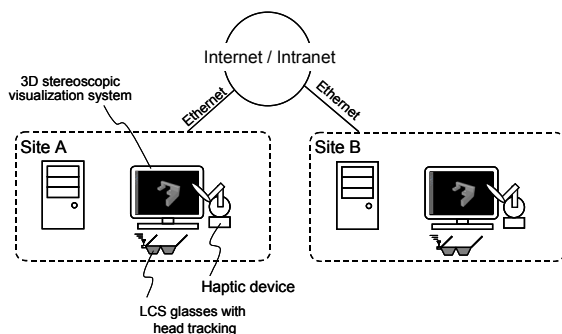 Internet / Intranet
3D stereoscopic
visualization system
Ethernet
Ethernet
Site A
Site B
Haptic device
LCS glasses with
head tracking